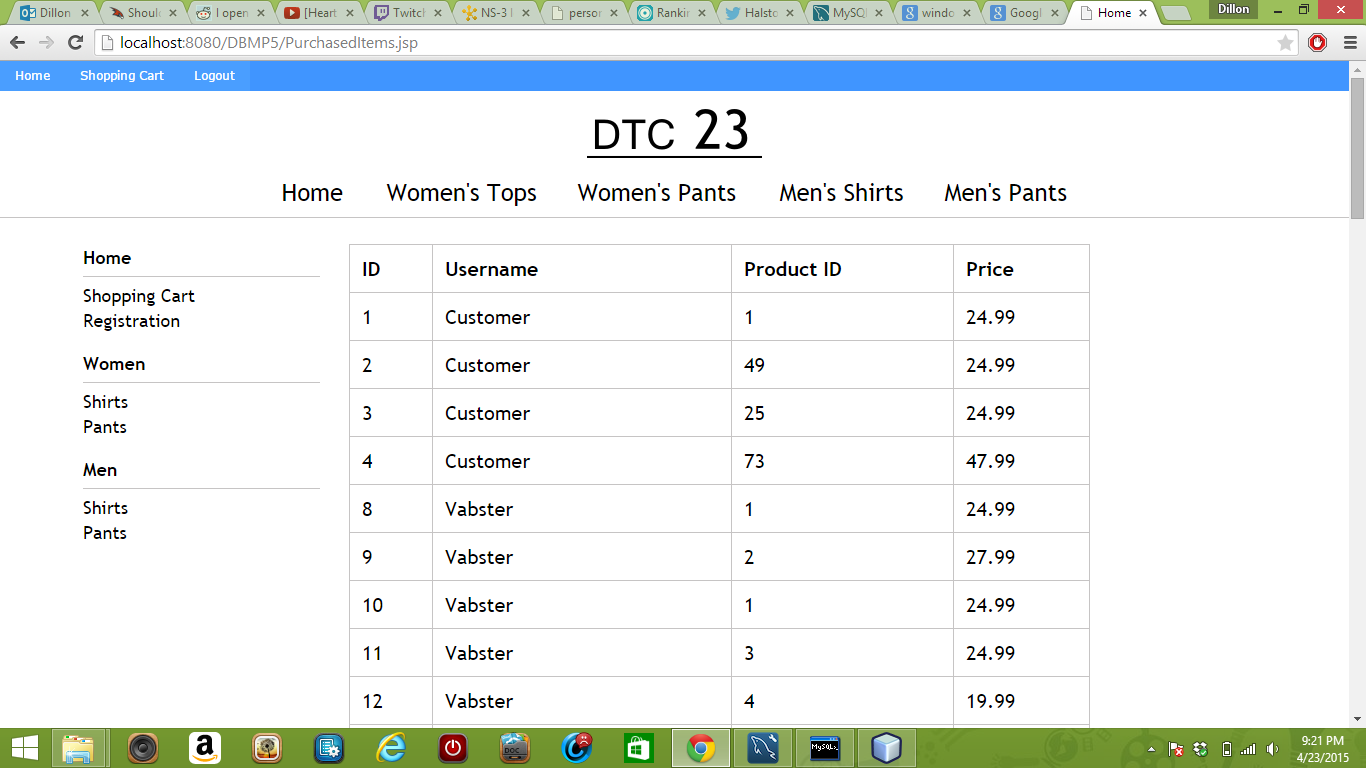 Dillon Shoul I open [Heart Twitch NS-3 person Rankin Halsto MySQL windo Googl Home Dillon
localhost:8080/DBMP5/PurchasedItems.jsp
Home Shopping Cart Logout
DTC 23
Home Women's Tops Women's Pants Men's Shirts Men's Pants
Home
Shopping Cart
Registration
Women
Shirts
Pants
Men
Shirts
Pants
ID Username Product ID Price
1 Customer 1 24.99
2 Customer 49 24.99
3 Customer 25 24.99
4 Customer 73 47.99
8 Vabster 1 24.99
9 Vabster 2 27.99
10 Vabster 1 24.99
11 Vabster 3 24.99
12 Vabster 4 19.99
DOC
MySQL
9:21 PM
4/23/2015